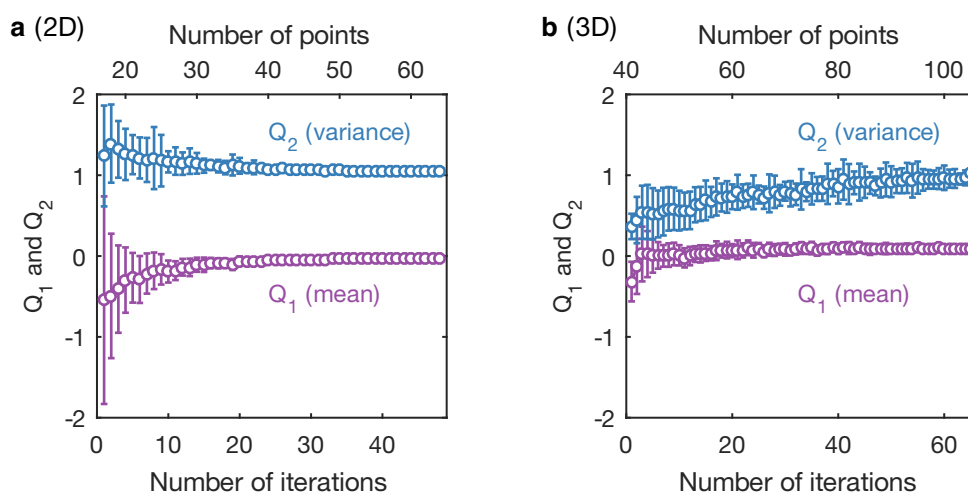 a (2D)
Number of points
20 30 40 50 60
2
1
0
-1
-2
Q1 and Q2
Q2 (variance)
Q1 (mean)
0 10 20 30 40
Number of iterations
b (3D)
Number of points
40 60 80 100
2
1
0
-1
-2
Q1 and Q2
Q2 (variance)
Q1 (mean)
0 20 40 60
Number of iterations